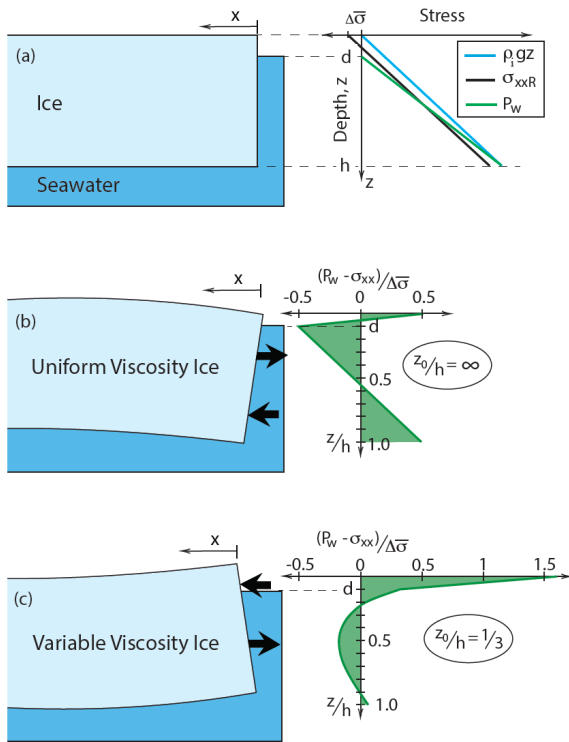 x
Δσ̅
Stress
(a)
d
ρᵢgz
σxxR
Pw
Ice
Depth, z
h
z
Seawater
x
(Pw - σxx)/Δσ̅
-0.5
0
0.5
(b)
d
Uniform Viscosity Ice
z₀/h = ∞
0.5
z/h
1.0
x
(Pw - σxx)/Δσ̅
-0.5
0
0.5
1
1.5
(c)
d
Variable Viscosity Ice
0.5
z₀/h = 1/3
z/h
1.0